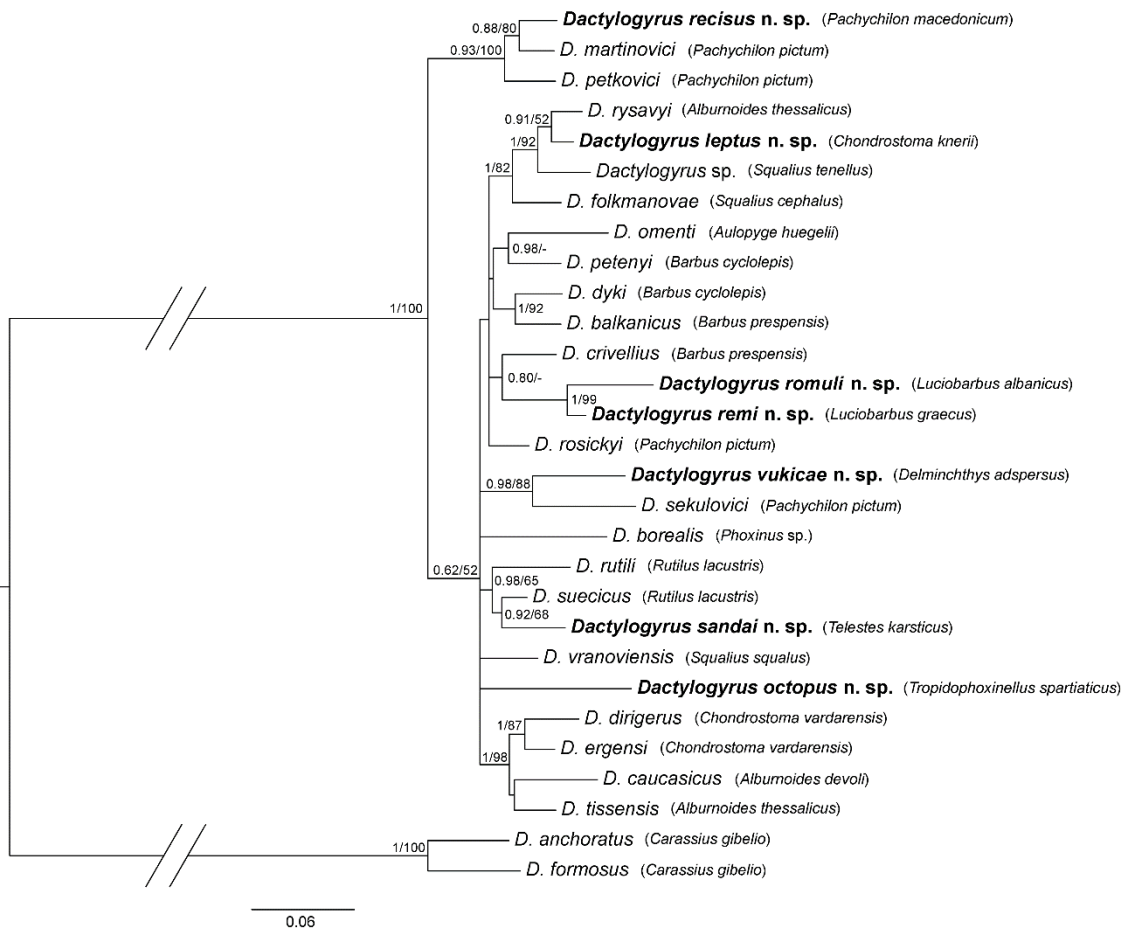 Dactylogyrus recisus n. sp. (Pachychilon macedonicum)
0.88/80
D. martinovici (Pachychilon pictum)
0.93/100
D. petkovici (Pachychilon pictum)
D. rysavyi (Alburnoides thessalicus)
0.91/52
Dactylogyrus leptus n. sp. (Chondrostoma knerii)
1/92
Dactylogyrus sp. (Squalius tenellus)
1/82
D. folkmanovae (Squalius cephalus)
D. omenti (Aulopyge huegelii)
0.98/-
D. petenyi (Barbus cyclolepis)
D. dyki (Barbus cyclolepis)
1/92
1/100
D. balkanicus (Barbus prespensis)
D. crivellius (Barbus prespensis)
0.80/-
Dactylogyrus romuli n. sp. (Luciobarbus albanicus)
1/99
Dactylogyrus remi n. sp. (Luciobarbus graecus)
D. rosickyi (Pachychilon pictum)
Dactylogyrus vukicae n. sp. (Delminchthys adspersus)
0.98/88
D. sekulovici (Pachychilon pictum)
D. borealis (Phoxinus sp.)
D. rutili (Rutilus lacustris)
0.62/52
0.98/65
D. suecicus (Rutilus lacustris)
0.92/68
Dactylogyrus sandai n. sp. (Telestes karsticus)
D. vranoviensis (Squalius squalus)
Dactylogyrus octopus n. sp. (Tropidophoxinellus spartiaticus)
D. dirigerus (Chondrostoma vardarensis)
1/87
D. ergensi (Chondrostoma vardarensis)
1/98
D. caucasicus (Alburnoides devoli)
D. tissensis (Alburnoides thessalicus)
D. anchoratus (Carassius gibelio)
1/100
D. formosus (Carassius gibelio)
0.06